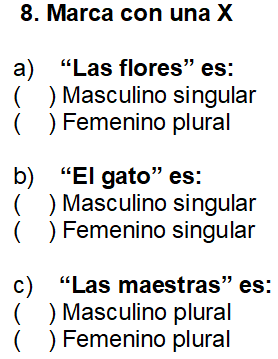 8. Marca con una X
a) “Las flores” es:
( ) Masculino singular
( ) Femenino plural
b) “El gato” es:
( ) Masculino singular
( ) Femenino singular
c) “Las maestras” es:
( ) Masculino plural
( ) Femenino plural